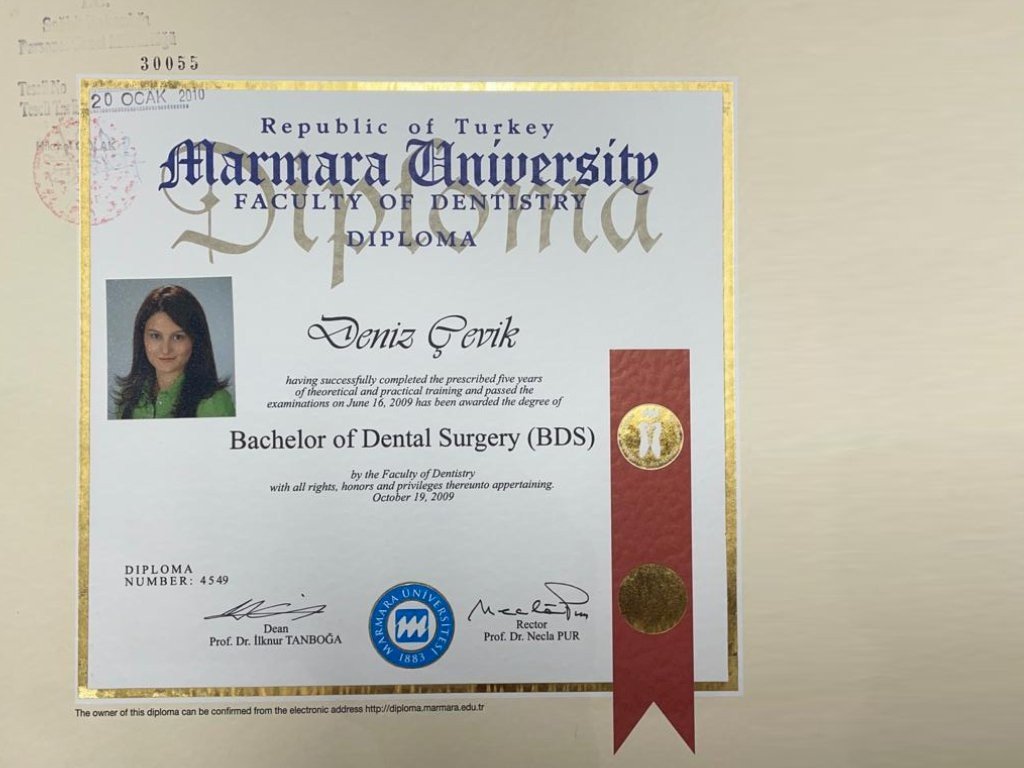 30055
20 OCAK 2010
Republic of Turkey
Marmara University
FACULTY OF DENTISTRY
Diploma
DIPLOMA
Deniz Çevik
having successfully completed the prescribed five years
of theoretical and practical training and passed the
examinations on June 16, 2009 has been awarded the degree of
Bachelor of Dental Surgery (BDS)
by the Faculty of Dentistry
with all rights, honors and privileges thereunto appertaining.
October 19, 2009
DIPLOMA
NUMBER: 4549
Dean
Prof. Dr. İlknur TANBOĞA
MARMARA ÜNİVERSİTESİ
1883
Rector
Prof. Dr. Necla PUR
The owner of this diploma can be confirmed from the electronic address http://diploma.marmara.edu.tr